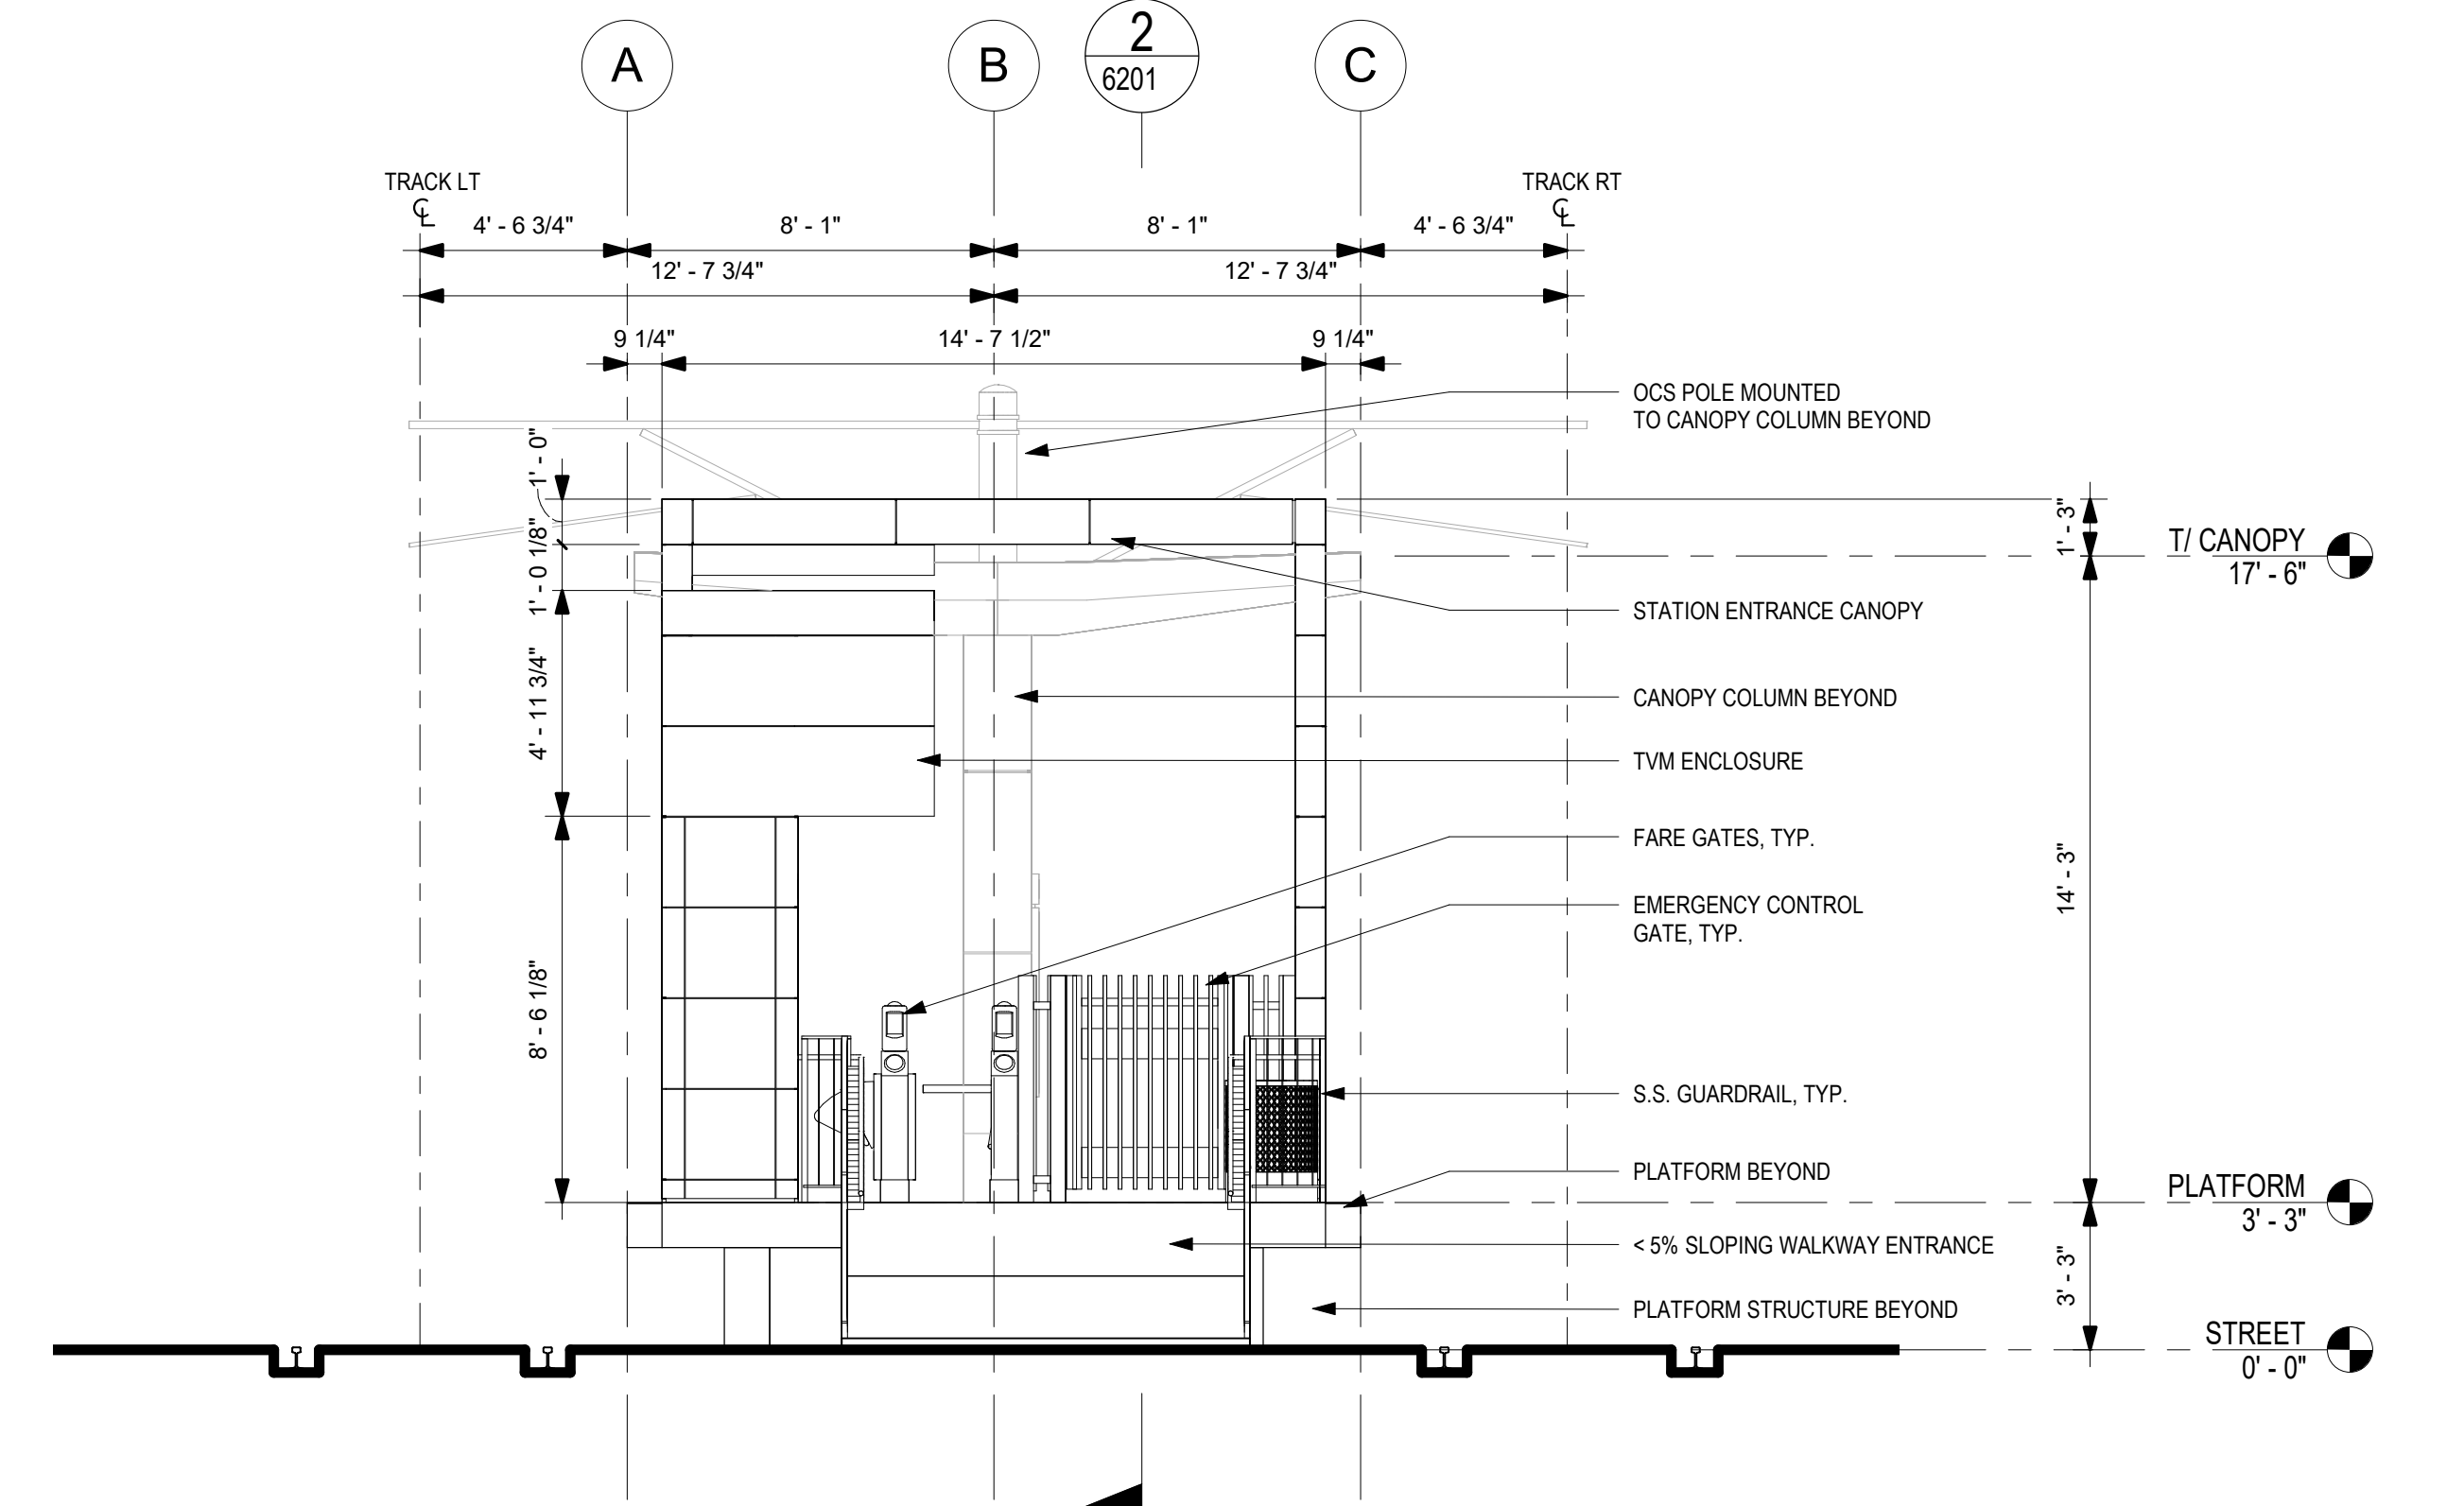 A
B
2
6201
C
TRACK LT
℄
TRACK RT
℄
4' - 6 3/4"
8' - 1"
8' - 1"
4' - 6 3/4"
12' - 7 3/4"
12' - 7 3/4"
9 1/4"
14' - 7 1/2"
9 1/4"
OCS POLE MOUNTED
TO CANOPY COLUMN BEYOND
1' - 0"
1' - 0 1/8"
4' - 11 3/4"
8' - 6 1/8"
STATION ENTRANCE CANOPY
CANOPY COLUMN BEYOND
TVM ENCLOSURE
FARE GATES, TYP.
EMERGENCY CONTROL
GATE, TYP.
S.S. GUARDRAIL, TYP.
PLATFORM BEYOND
< 5% SLOPING WALKWAY ENTRANCE
PLATFORM STRUCTURE BEYOND
1' - 3"
14' - 3"
3' - 3"
T/ CANOPY
17' - 6"
PLATFORM
3' - 3"
STREET
0' - 0"